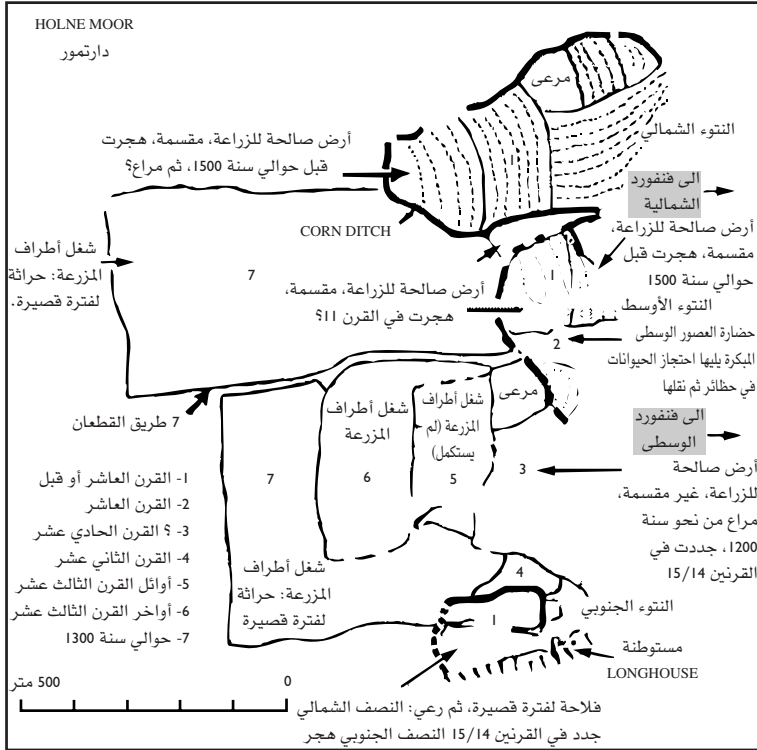 HOLNE MOOR
دارتمور
مرعى
النتوء الشمالي
أرض صالحة للزراعة، مقسمة، هجرت
قبل حوالي سنة 1500، ثم مراع؟
الى فنفورد
الشمالية
CORN DITCH
أرض صالحة للزراعة،
مقسمة، هجرت قبل
حوالي سنة 1500
شغل أطراف
المزرعة: حراثة
لفترة قصيرة.
7
1
أرض صالحة للزراعة، مقسمة،
هجرت في القرن 11؟
النتوء الأوسط
2
حضارة العصور الوسطى
المبكرة يليها احتجاز الحيوانات
في حظائر ثم نقلها
7 طريق القطعان
شغل أطراف
المزرعة
6
شغل أطراف
المزرعة (لم
يستكمل)
5
مرعى
الى فنفورد
الوسطى
3
أرض صالحة
للزراعة، غير مقسمة،
مراع من نحو سنة
1200، جددت في
القرنين 15/14
7
شغل أطراف
المزرعة: حراثة
لفترة قصيرة
1- القرن العاشر أو قبل
2- القرن العاشر
3- ؟ القرن الحادي عشر
4- القرن الثاني عشر
5- أوائل القرن الثالث عشر
6- أواخر القرن الثالث عشر
7- حوالي سنة 1300
4
النتوء الجنوبي
1
مستوطنة
LONGHOUSE
500 متر
0
فلاحة لفترة قصيرة، ثم رعي: النصف الشمالي
جدد في القرنين 15/14 النصف الجنوبي هجر